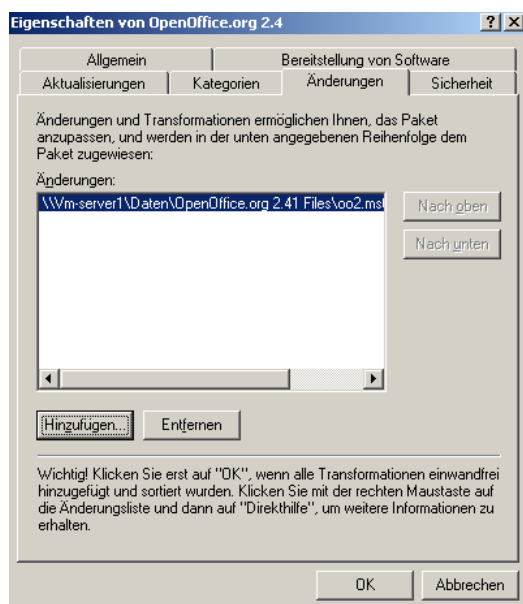 Eigenschaften von OpenOffice.org 2.4
Allgemein
Bereitstellung von Software
Aktualisierungen
Kategorien
Änderungen
Sicherheit
Änderungen und Transformationen ermöglichen Ihnen, das Paket
anzupassen, und werden in der unten angegebenen Reihenfolge dem
Paket zugewiesen:
Änderungen:
\\Vm-server1\Daten\OpenOffice.org 2.41 Files\oo2.mst
Nach oben
Nach unten
Hinzufügen...
Entfernen
Wichtig! Klicken Sie erst auf "OK", wenn alle Transformationen einwandfrei
hinzugefügt und sortiert wurden. Klicken Sie mit der rechten Maustaste auf
die Änderungsliste und dann auf "Direkthilfe", um weitere Informationen zu
erhalten.
OK
Abbrechen